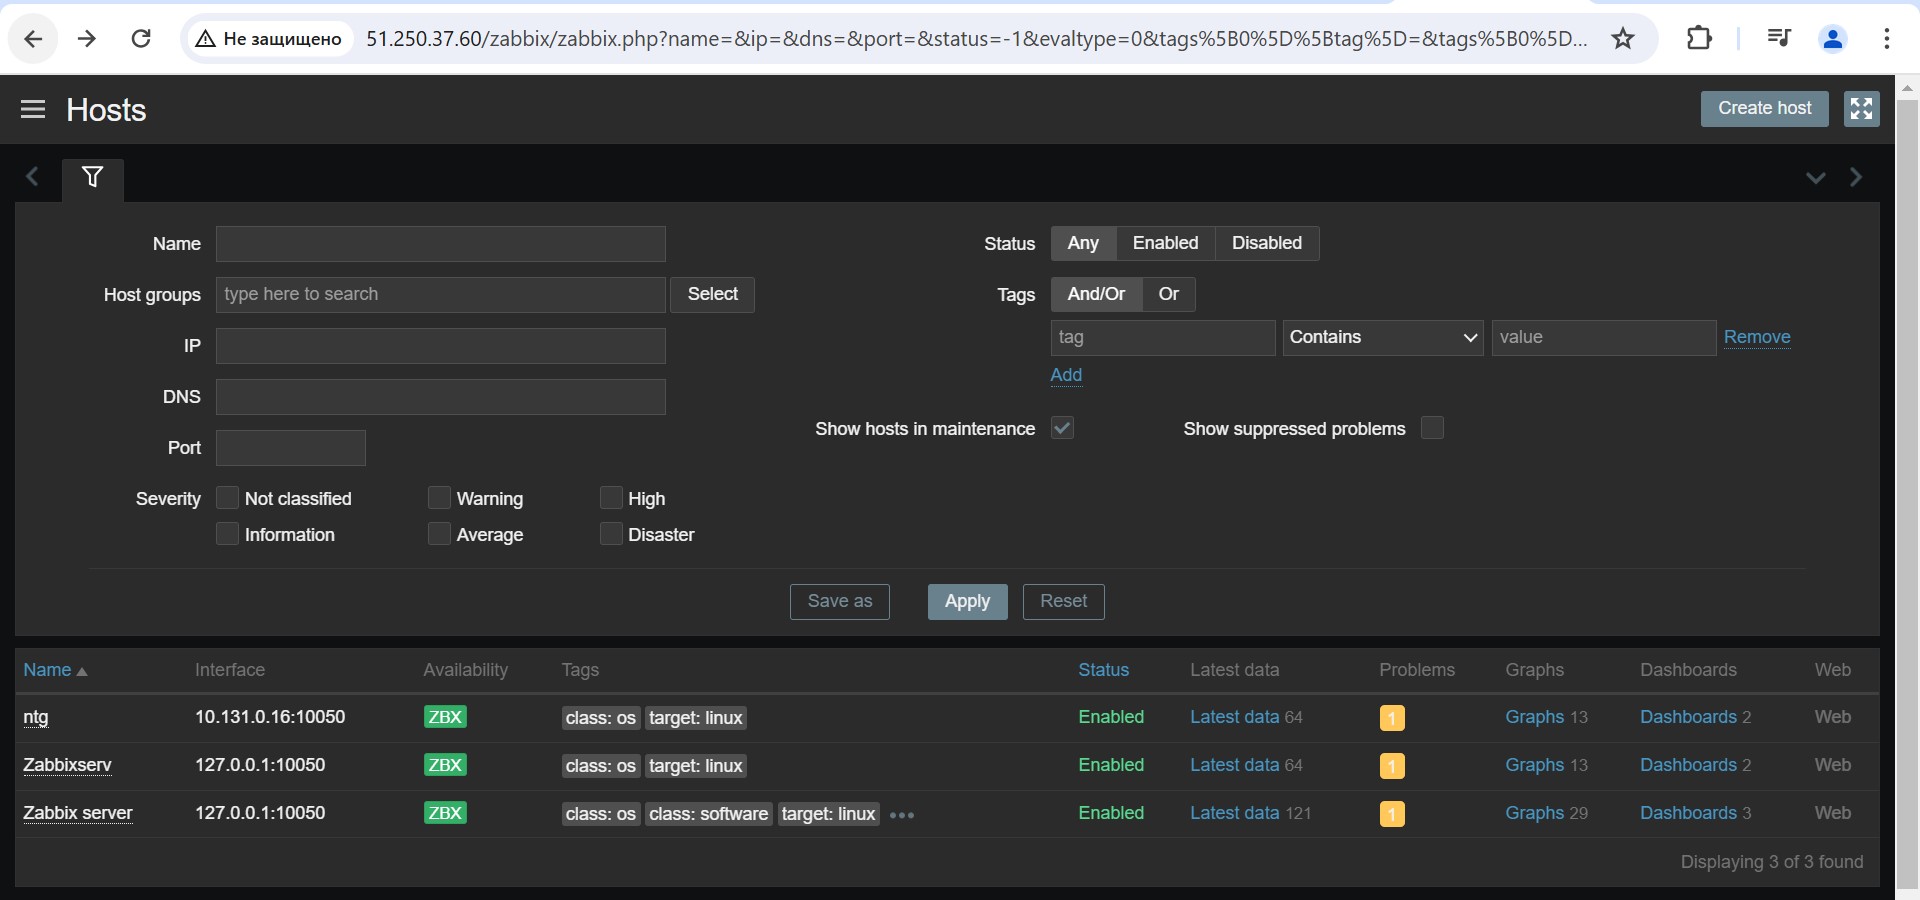 Не защищено 51.250.37.60/zabbix/zabbix.php?name=&ip=&dns=&port=&status=-1&evaltype=0&tags%5B0%5D%5Btag%5D=&tags%5B0%5D...
Hosts Create host
Name Status Any Enabled Disabled
Host groups type here to search Select Tags And/Or Or
IP tag Contains value Remove
DNS Add
Port Show hosts in maintenance Show suppressed problems
Severity Not classified Warning High
Information Average Disaster
Save as Apply Reset
Name Interface Availability Tags Status Latest data Problems Graphs Dashboards Web
ntg 10.131.0.16:10050 ZBX class: os target: linux Enabled Latest data 64 1 Graphs 13 Dashboards 2 Web
Zabbixserv 127.0.0.1:10050 ZBX class: os target: linux Enabled Latest data 64 1 Graphs 13 Dashboards 2 Web
Zabbix server 127.0.0.1:10050 ZBX class: os class: software target: linux ••• Enabled Latest data 121 1 Graphs 29 Dashboards 3 Web
Displaying 3 of 3 found